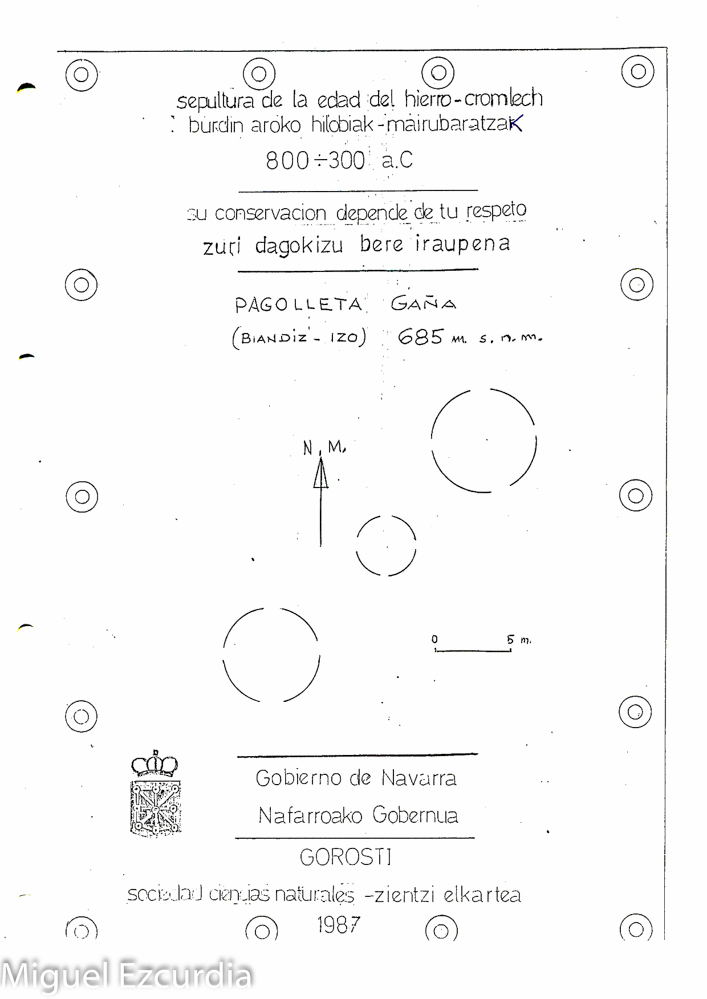 sepultura de la edad del hierro-cromlech
burdin aroko hilobiak-mairubaratzak
800÷300 a.C
su conservacion depende de tu respeto
zuri dagokizu bere iraupena
PAGOLLETA GAÑA
(BIANDIZ - IZO) 685 m. s. n. m.
N. M.
0 5 m.
Gobierno de Navarra
Nafarroako Gobernua
GOROSTI
sociedad ciencias naturales -zientzi elkartea
1987
Miguel Ezcurdia